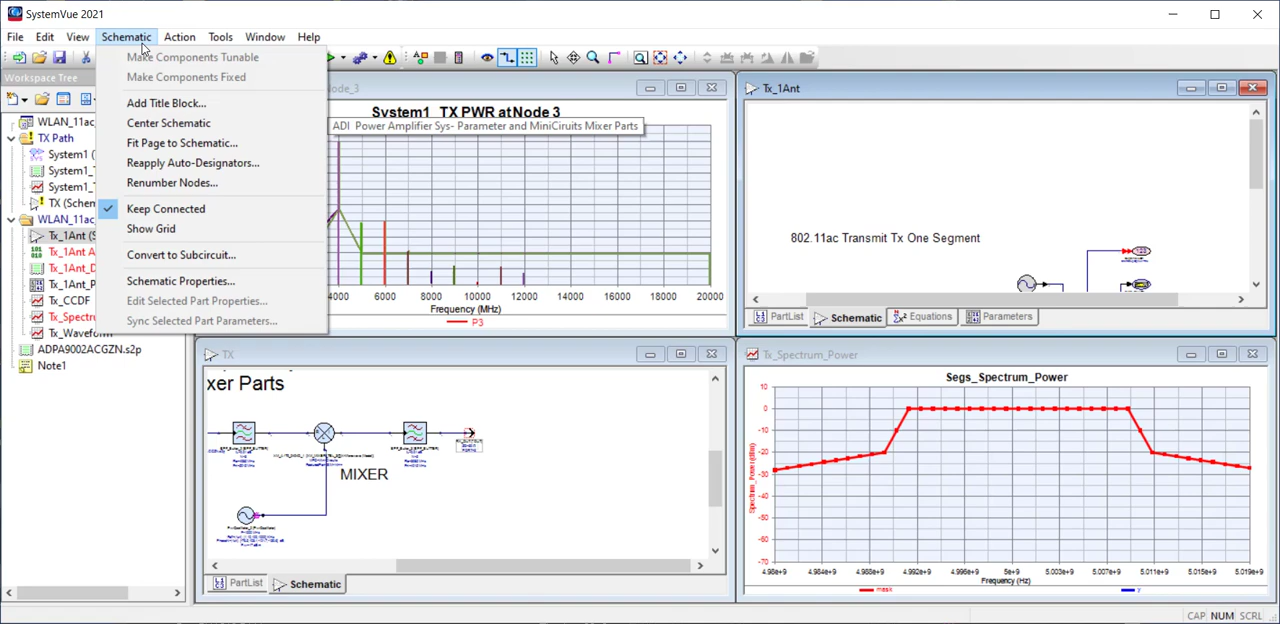 SystemVue 2021
File Edit View Schematic Action Tools Window Help
Workspace Tree
WLAN_11ac
TX Path
System1 (
System1_T
System1_T
TX (Schem
WLAN_11ac
Tx_1Ant (S
Tx_1Ant A
Tx_1Ant_D
Tx_1Ant_P
Tx_CCDF
Tx_Spectru
Tx_Waveform
ADPA9002ACGZN.s2p
Note1
Make Components Tunable
Make Components Fixed
Add Title Block...
Center Schematic
Fit Page to Schematic...
Reapply Auto-Designators...
Renumber Nodes...
Keep Connected
Show Grid
Convert to Subcircuit...
Schematic Properties...
Edit Selected Part Properties...
Sync Selected Part Parameters...
Node_3
System1_TX PWR at Node 3
ADI Power Amplifier Sys- Parameter and MiniCiruits Mixer Parts
4000 6000 8000 10000 12000 14000 16000 18000 20000
Frequency (MHz)
P3
Tx_1Ant
802.11ac Transmit Tx One Segment
PartList Schematic Equations Parameters
TX
xer Parts
MIXER
PartList Schematic
Tx_Spectrum_Power
Segs_Spectrum_Power
Spectrum_Power(dBm)
10
0
-10
-20
-30
-40
-50
-60
-70
4.98e+9 4.984e+9 4.988e+9 4.992e+9 4.996e+9 5e+9 5.003e+9 5.007e+9 5.011e+9 5.015e+9 5.019e+9
Frequency (Hz)
mask y
CAP NUM SCRL